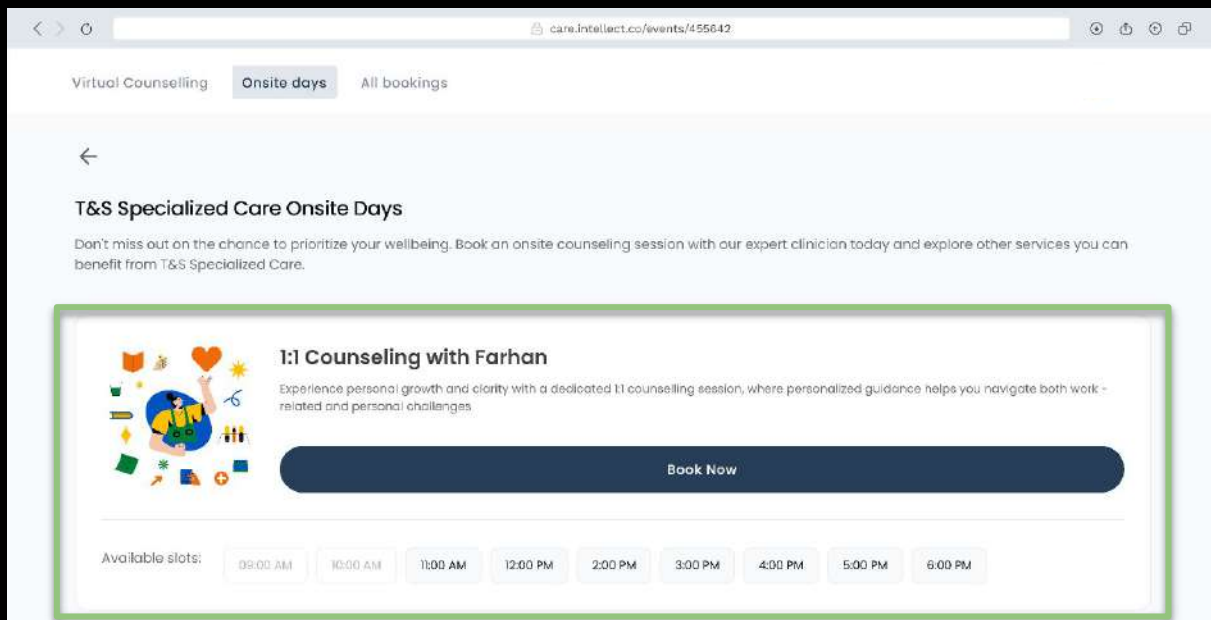 care.intellect.co/events/455642
Virtual Counselling Onsite days All bookings
T&S Specialized Care Onsite Days
Don't miss out on the chance to prioritize your wellbeing. Book an onsite counseling session with our expert clinician today and explore other services you can
benefit from T&S Specialized Care.
1:1 Counseling with Farhan
Experience personal growth and clarity with a dedicated 1:1 counselling session, where personalized guidance helps you navigate both work -
related and personal challenges
Book Now
Available slots: 09:00 AM 10:00 AM 11:00 AM 12:00 PM 2:00 PM 3:00 PM 4:00 PM 5:00 PM 6:00 PM